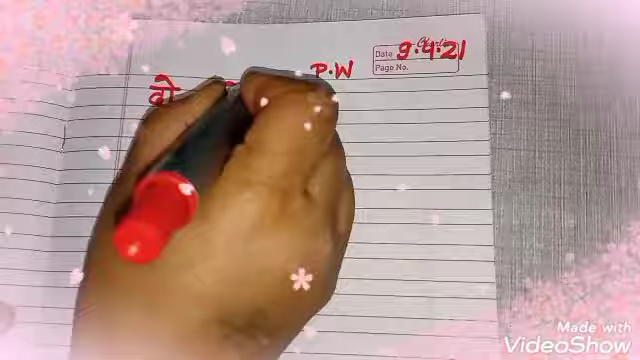 Date 9.4.21
P.W
Page No.
वो
Made with
VideoShow